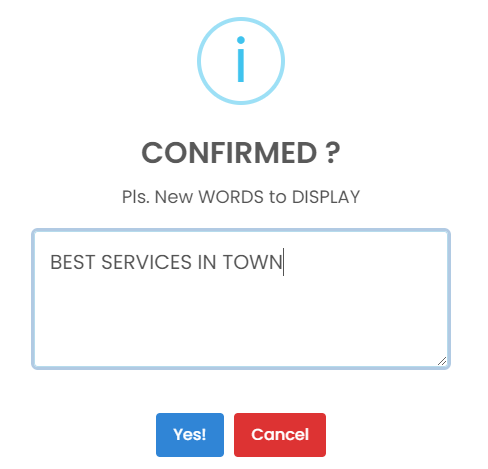 CONFIRMED ?
Pls. New WORDS to DISPLAY
BEST SERVICES IN TOWN
Yes! Cancel